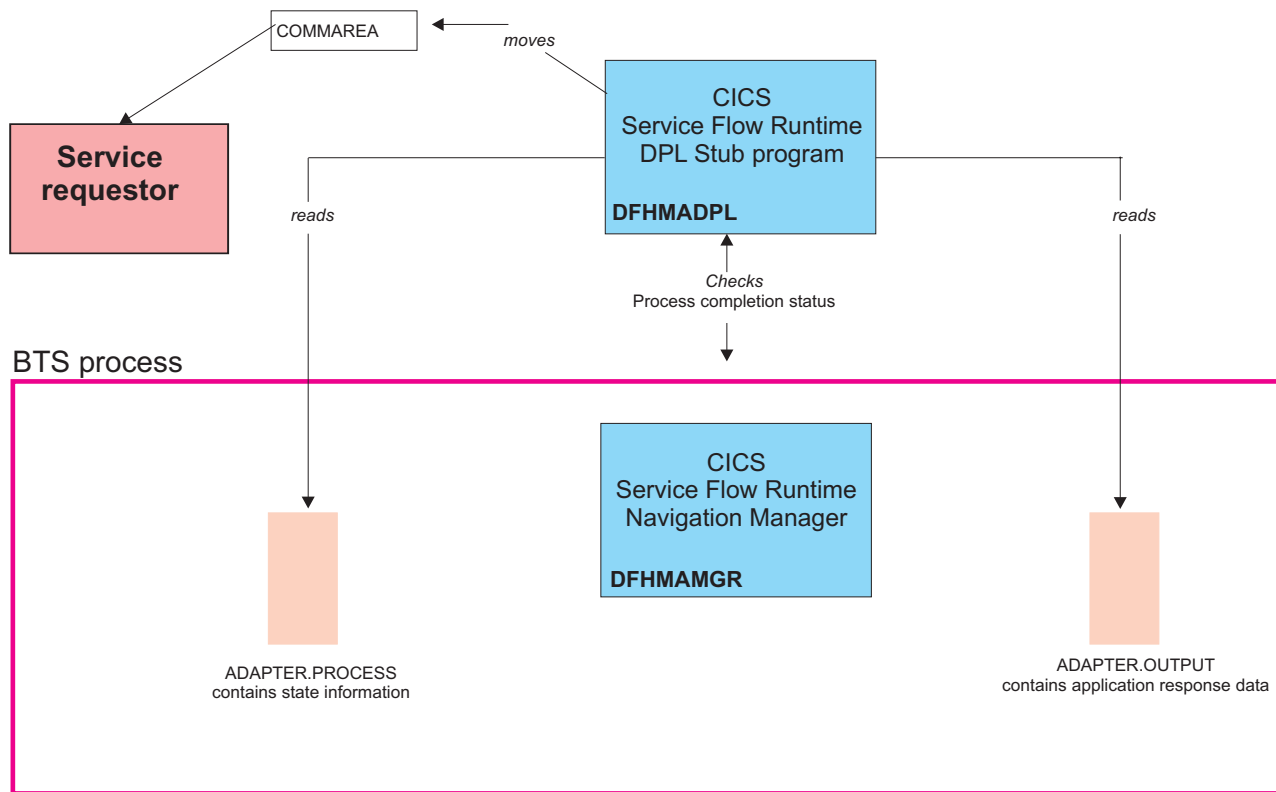 COMMAREA
moves
CICS
Service Flow Runtime
DPL Stub program
DFHMADPL
Service
requestor
reads
reads
Checks
Process completion status
BTS process
CICS
Service Flow Runtime
Navigation Manager
DFHMAMGR
ADAPTER.PROCESS
contains state information
ADAPTER.OUTPUT
contains application response data